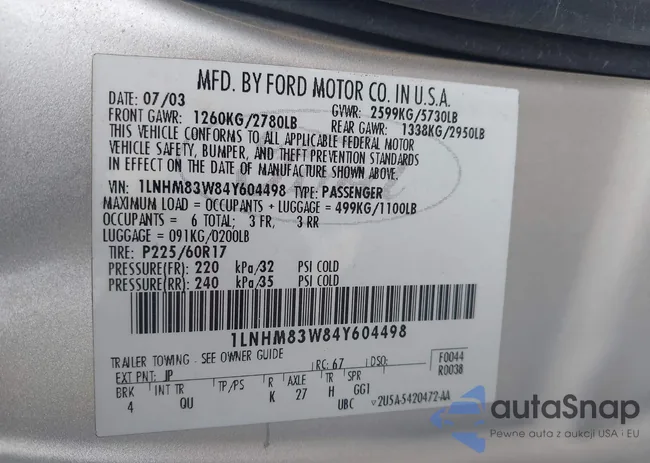 MFD. BY FORD MOTOR CO. IN U.S.A.
DATE: 07/03 GVWR: 2599KG/5730LB
FRONT GAWR: 1260KG/2780LB REAR GAWR: 1338KG/2950LB
THIS VEHICLE CONFORMS TO ALL APPLICABLE FEDERAL MOTOR
VEHICLE SAFETY, BUMPER, AND THEFT PREVENTION STANDARDS
IN EFFECT ON THE DATE OF MANUFACTURE SHOWN ABOVE.
VIN: 1LNHM83W84Y604498 TYPE: PASSENGER
MAXIMUM LOAD = OCCUPANTS + LUGGAGE = 499KG/1100LB
OCCUPANTS = 6 TOTAL; 3 FR, 3 RR
LUGGAGE = 091KG/0200LB
TIRE: P225/60R17
PRESSURE(FR): 220 kPa/32 PSI COLD
PRESSURE(RR): 240 kPa/35 PSI COLD
1LNHM83W84Y604498
TRAILER TOWING - SEE OWNER GUIDE
EXT PNT: JP RC: 67 DSO: F0044
R0038
BRK INT TR TP/PS R AXLE TR SPR
4 QU K 27 H GG1
UBC 2U5A-5420472-AA
autaSnap
Pewne auta z aukcji USA i EU